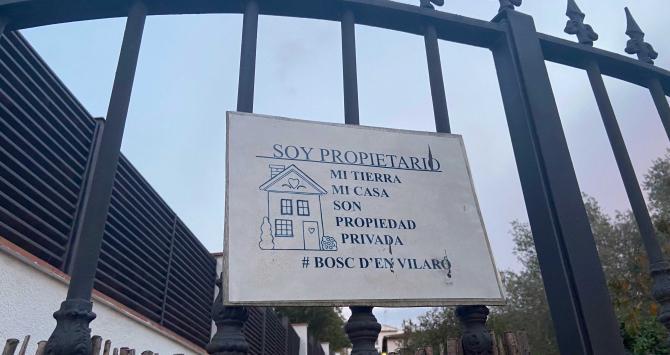 SOY PROPIETARIO
MI TIERRA
MI CASA
SON
PROPIEDAD
PRIVADA
# BOSC D'EN VILARÓ